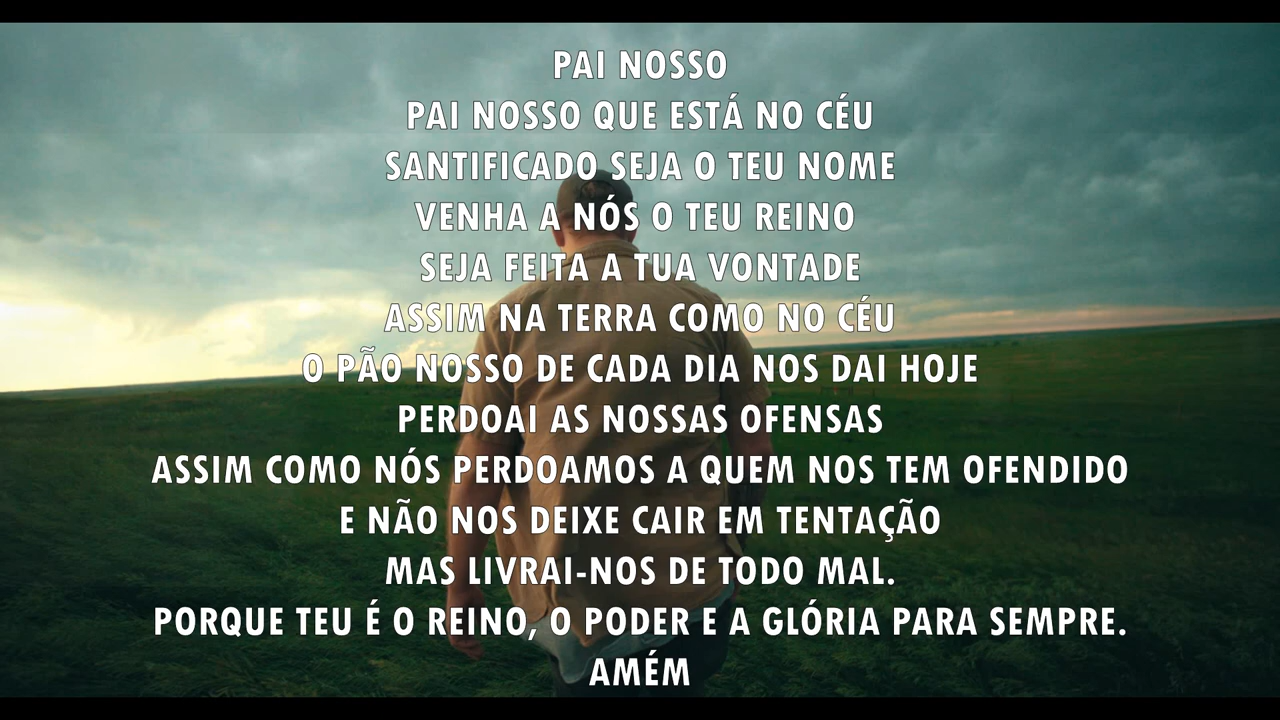 PAI NOSSO
PAI NOSSO QUE ESTÁ NO CÉU
SANTIFICADO SEJA O TEU NOME
VENHA A NÓS O TEU REINO
SEJA FEITA A TUA VONTADE
ASSIM NA TERRA COMO NO CÉU
O PÃO NOSSO DE CADA DIA NOS DAI HOJE
PERDOAI AS NOSSAS OFENSAS
ASSIM COMO NÓS PERDOAMOS A QUEM NOS TEM OFENDIDO
E NÃO NOS DEIXE CAIR EM TENTAÇÃO
MAS LIVRAI-NOS DE TODO MAL.
PORQUE TEU É O REINO, O PODER E A GLÓRIA PARA SEMPRE.
AMÉM